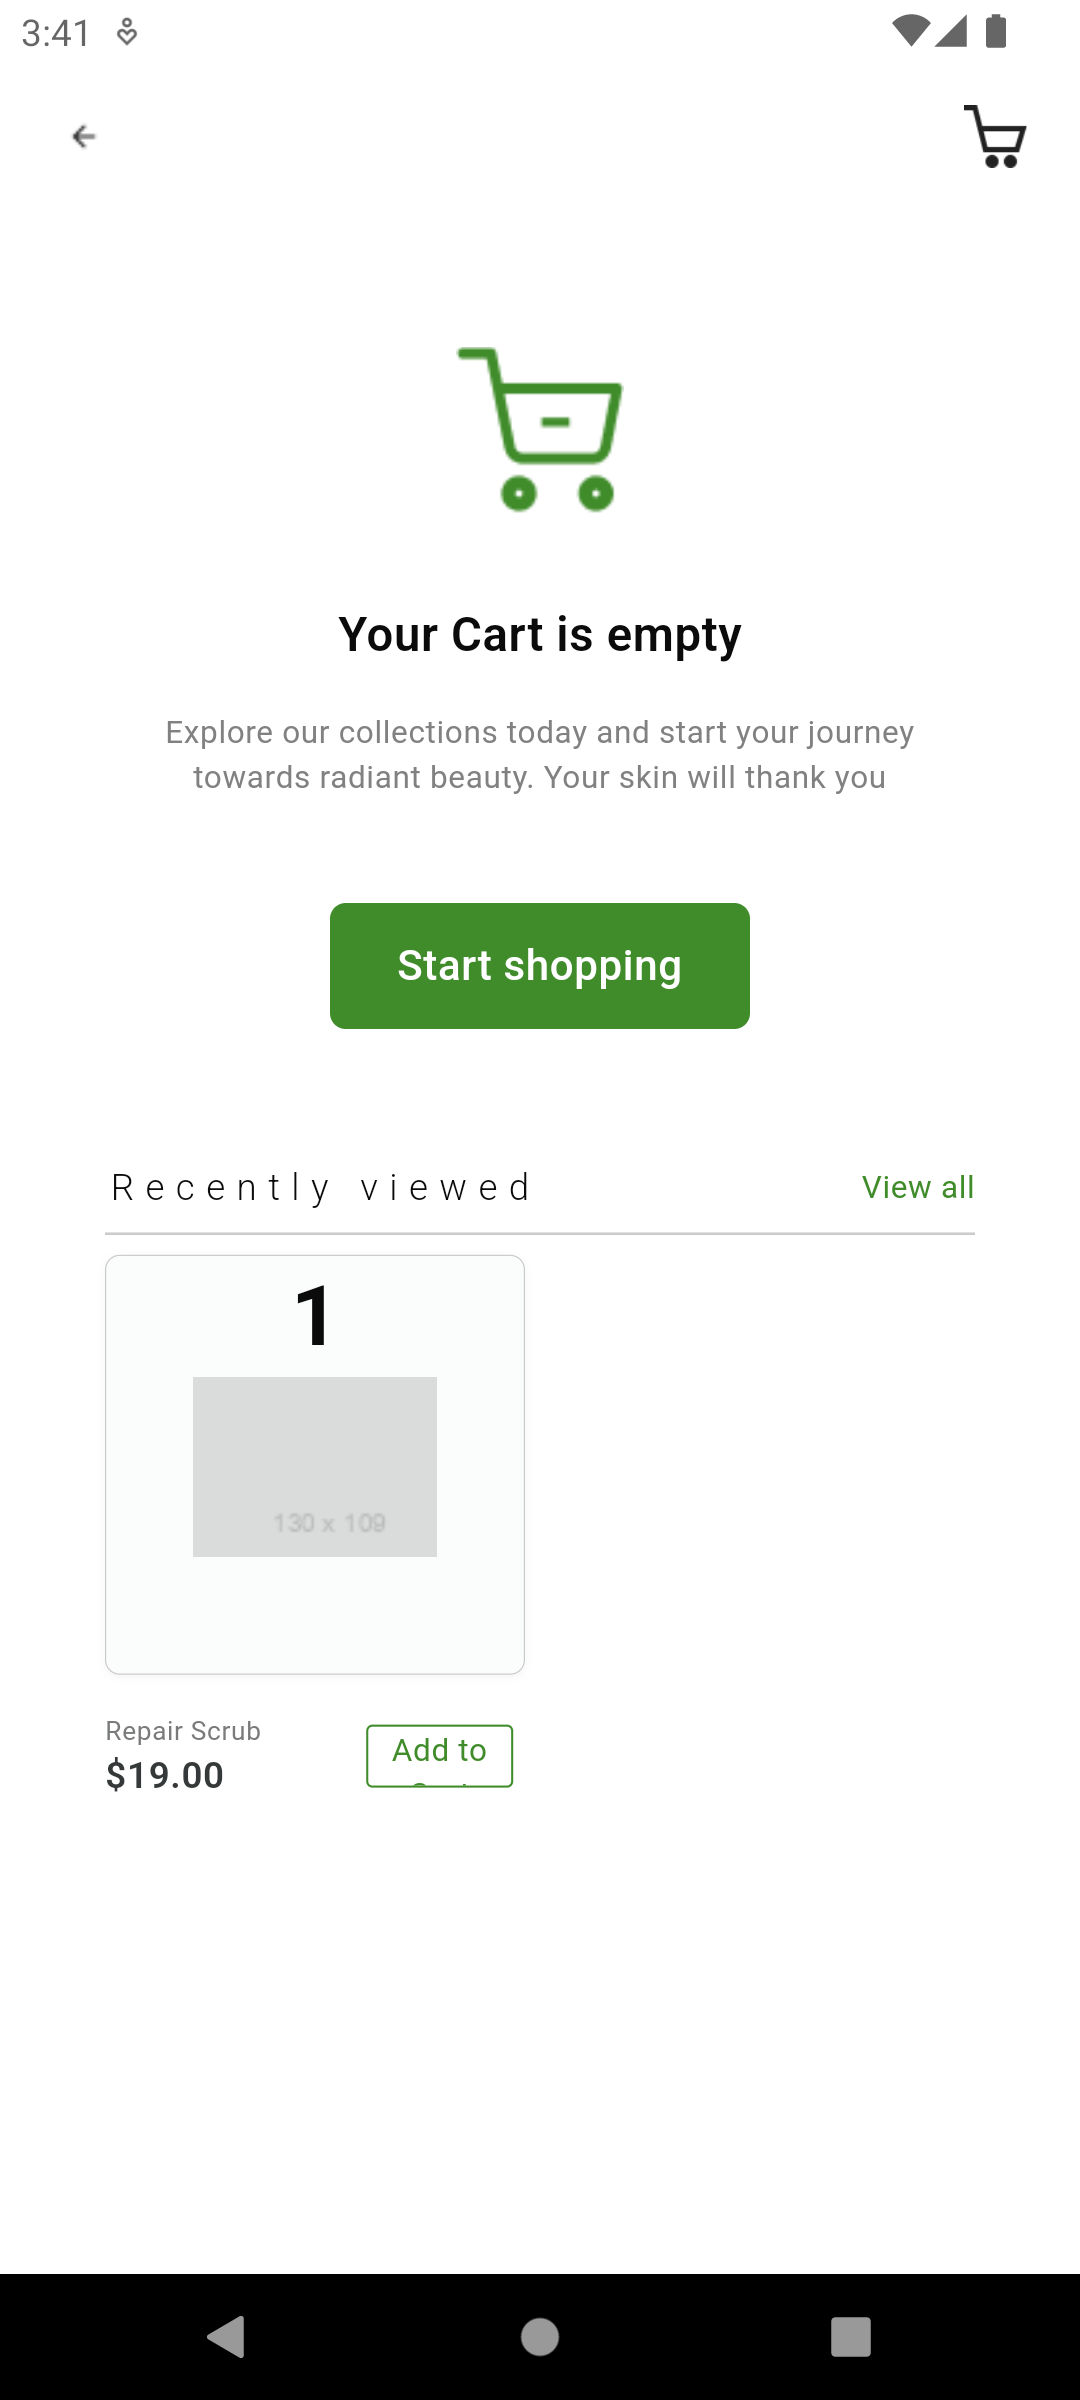 3:41
Your Cart is empty
Explore our collections today and start your journey
towards radiant beauty. Your skin will thank you
Start shopping
Recently viewed
View all
1
130 x 109
Repair Scrub
$19.00
Add to